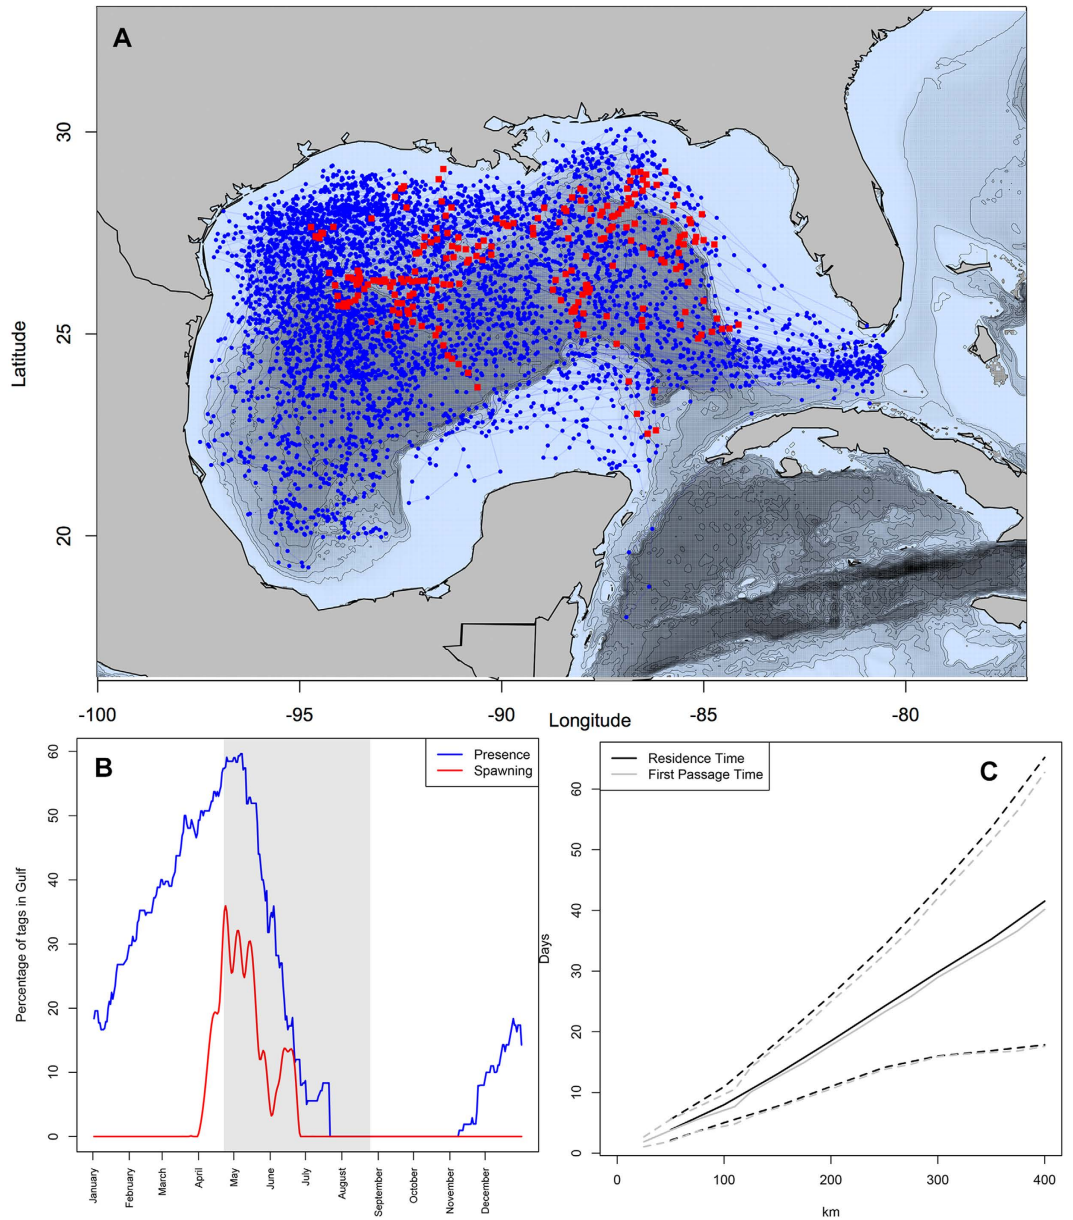 A
Latitude
30
25
20
-100
-95
-90
-85
-80
Longitude
B
Presence
Spawning
Percentage of tags in Gulf
60
50
40
30
20
10
0
January
February
March
April
May
June
July
August
September
October
November
December
C
Residence Time
First Passage Time
Days
60
50
40
30
20
10
0
0
100
200
300
400
km